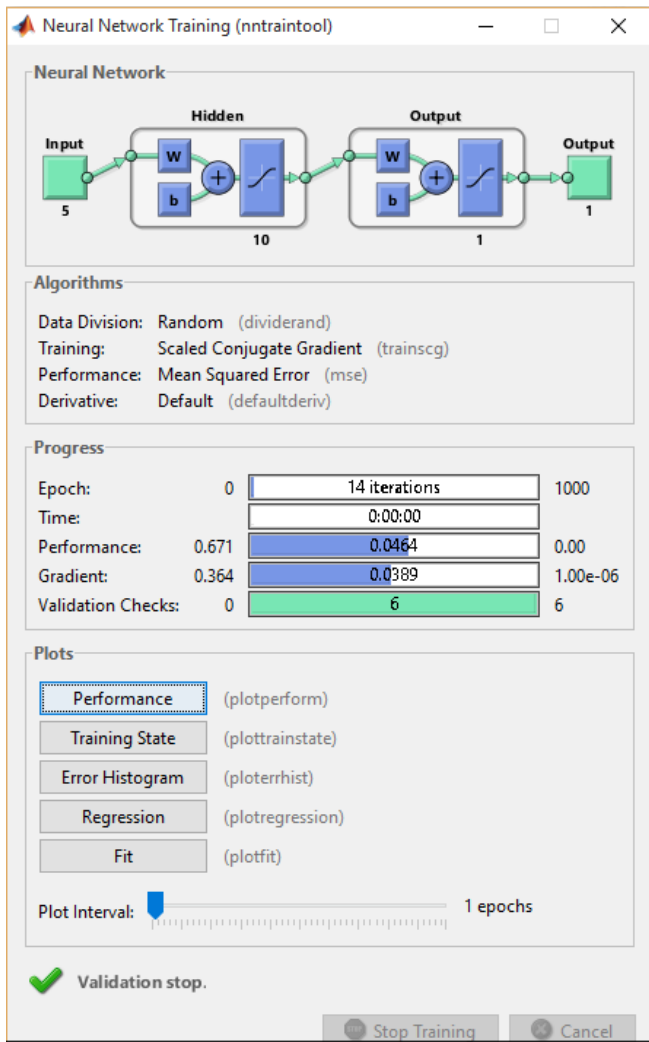 Neural Network Training (nntraintool)
Neural Network
Hidden
Output
Input
W
b
+
W
b
+
Output
5
10
1
1
Algorithms
Data Division: Random (dividerand)
Training: Scaled Conjugate Gradient (trainscg)
Performance: Mean Squared Error (mse)
Derivative: Default (defaultderiv)
Progress
Epoch: 0 14 iterations 1000
Time: 0:00:00
Performance: 0.671 0.0464 0.00
Gradient: 0.364 0.0389 1.00e-06
Validation Checks: 0 6 6
Plots
Performance (plotperform)
Training State (plottrainstate)
Error Histogram (ploterrhist)
Regression (plotregression)
Fit (plotfit)
Plot Interval: 1 epochs
Validation stop.
Stop Training Cancel